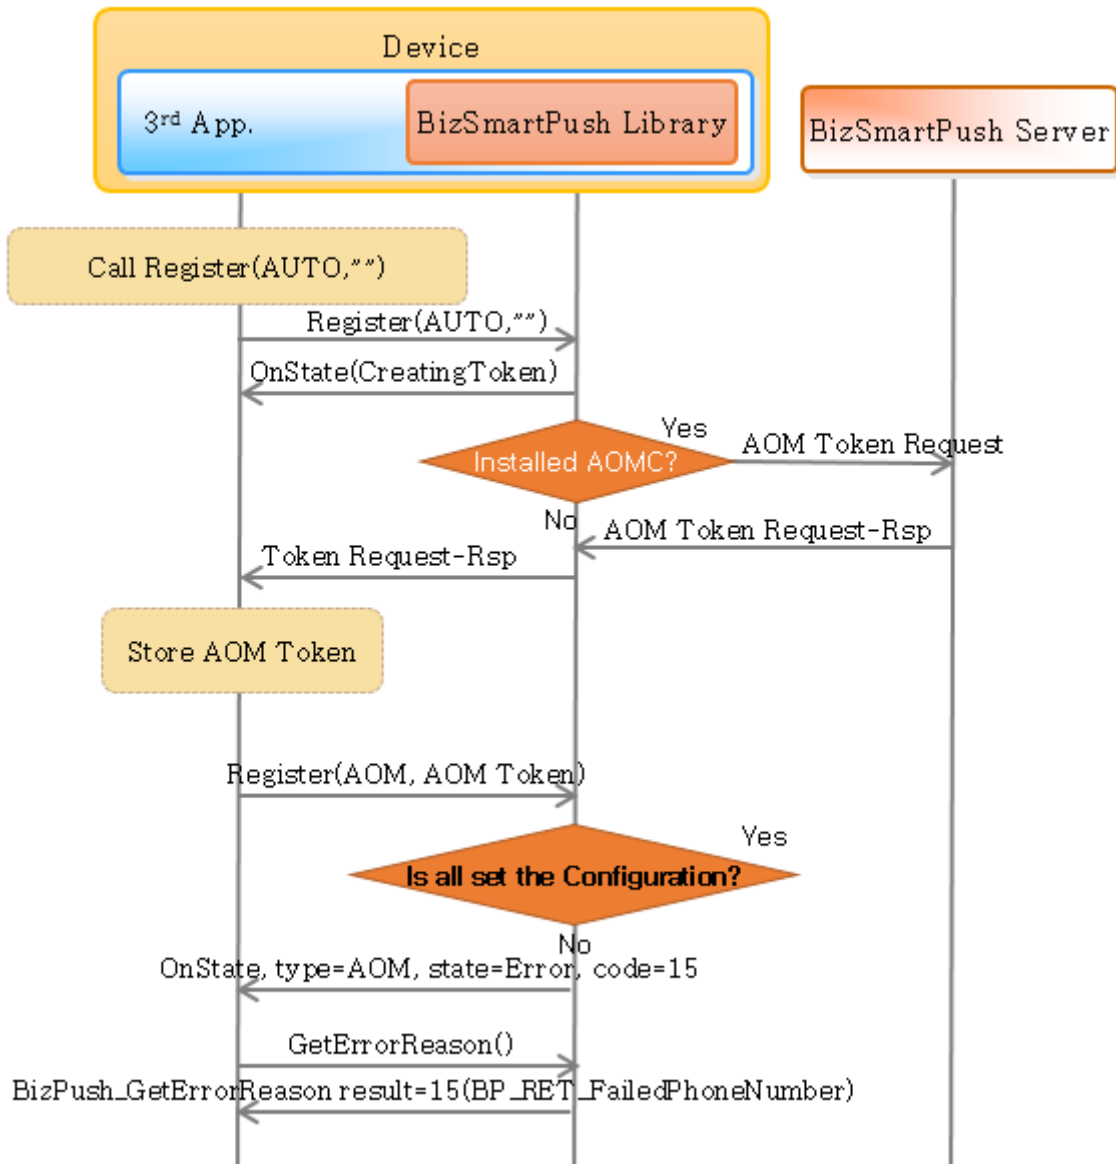 Device
3rd App.
BizSmartPush Library
BizSmartPush Server
Call Register(AUTO,"")
Register(AUTO,"")
OnState(CreatingToken)
Yes
Installed AOMC?
AOM Token Request
No
AOM Token Request-Rsp
Token Request-Rsp
Store AOM Token
Register(AOM, AOM Token)
Yes
Is all set the Configuration?
No
OnState, type=AOM, state=Error, code=15
GetErrorReason()
BizPush_GetErrorReason result=15(BP_RET_FailedPhoneNumber)